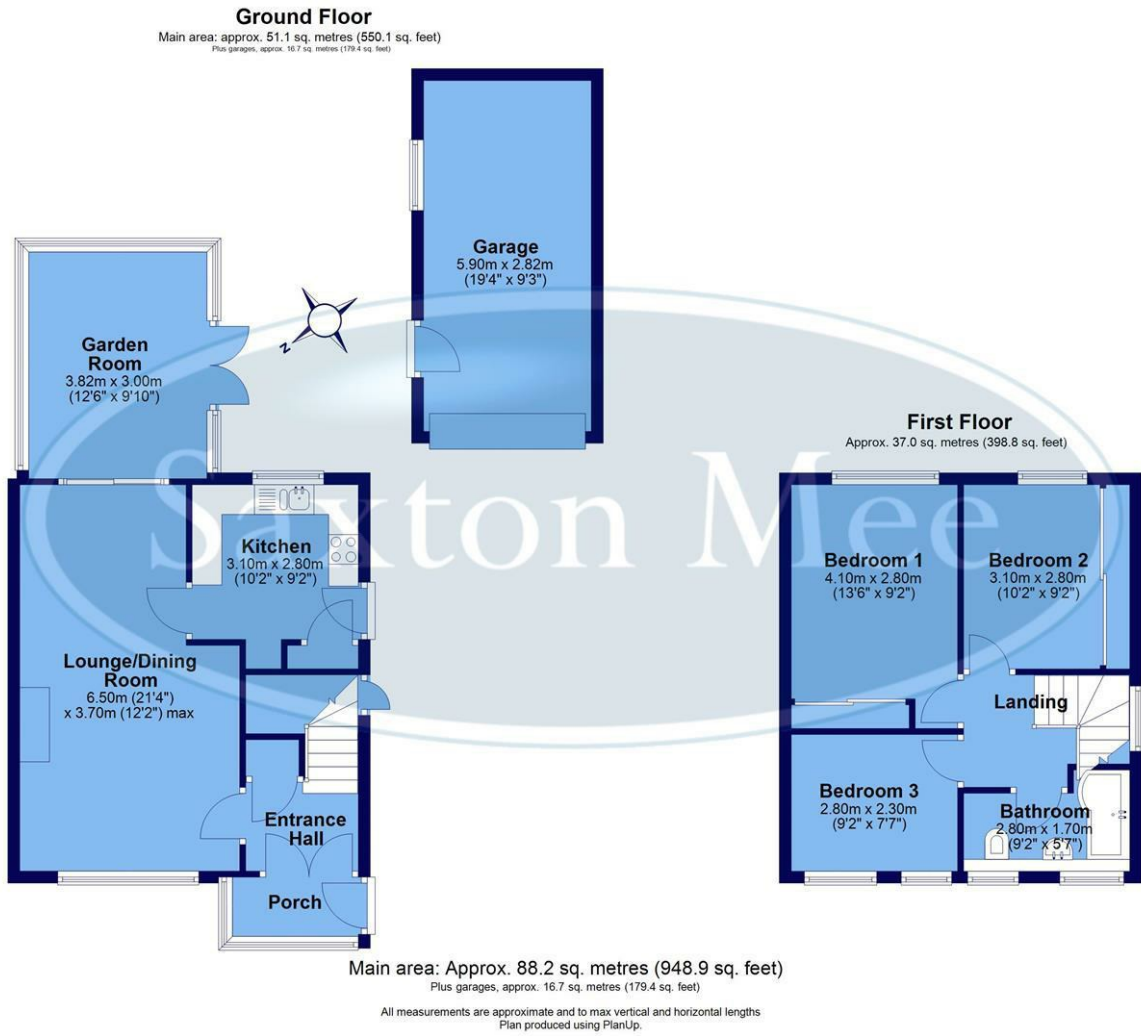 Ground Floor
Main area: approx. 51.1 sq. metres (550.1 sq. feet)
Plus garages, approx. 16.7 sq. metres (179.4 sq. feet)
Garage
5.90m x 2.82m
(19'4" x 9'3")
Garden
Room
3.82m x 3.00m
(12'6" x 9'10")
N
First Floor
Approx. 37.0 sq. metres (398.8 sq. feet)
Saxton Mee
Kitchen
3.10m x 2.80m
(10'2" x 9'2")
Lounge/Dining
Room
6.50m (21'4")
x 3.70m (12'2") max
Entrance
Hall
Porch
Bedroom 1
4.10m x 2.80m
(13'6" x 9'2")
Bedroom 2
3.10m x 2.80m
(10'2" x 9'2")
Landing
Bedroom 3
2.80m x 2.30m
(9'2" x 7'7")
Bathroom
2.80m x 1.70m
(9'2" x 5'7")
Main area: Approx. 88.2 sq. metres (948.9 sq. feet)
Plus garages, approx. 16.7 sq. metres (179.4 sq. feet)
All measurements are approximate and to max vertical and horizontal lengths
Plan produced using PlanUp.